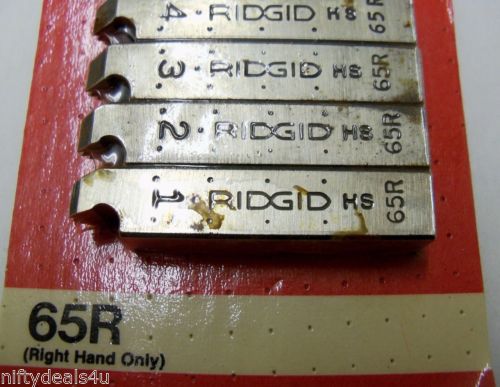 4 · RIDGID HS 65R
3 · RIDGID HS 65R
2 · RIDGID HS 65R
1 · RIDGID HS 65R
65R
(Right Hand Only)
niftydeals4u
niftydeals4u